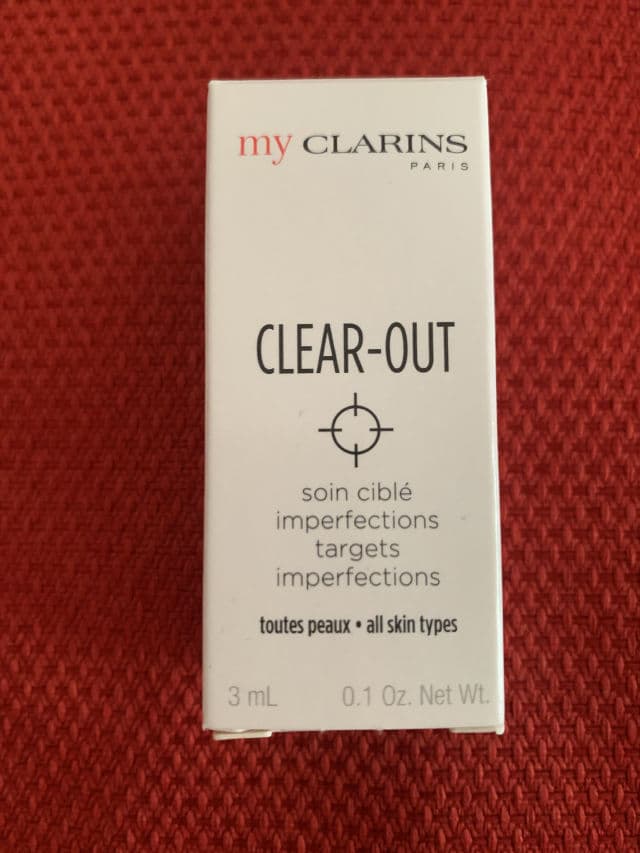 my CLARINS
PARIS
CLEAR-OUT
soin ciblé
imperfections
targets
imperfections
toutes peaux • all skin types
3 mL 0.1 Oz. Net Wt.